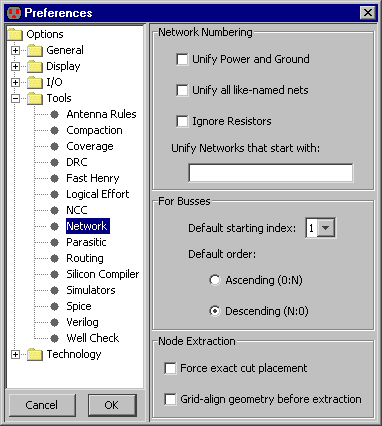 Preferences
Options
General
Display
I/O
Tools
Antenna Rules
Compaction
Coverage
DRC
Fast Henry
Logical Effort
NCC
Network
Parasitic
Routing
Silicon Compiler
Simulators
Spice
Verilog
Well Check
Technology
Cancel
OK
Network Numbering
Unify Power and Ground
Unify all like-named nets
Ignore Resistors
Unify Networks that start with:
For Busses
Default starting index: 1
Default order:
Ascending (0:N)
Descending (N:0)
Node Extraction
Force exact cut placement
Grid-align geometry before extraction